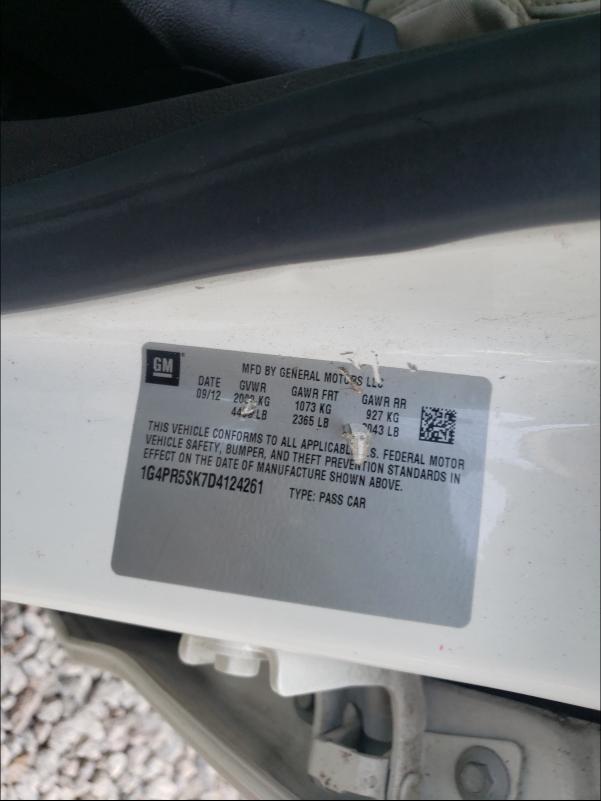 GM
MFD BY GENERAL MOTORS LLC
DATE GVWR GAWR FRT GAWR RR
09/12 KG 1073 KG 927 KG
LB 2365 LB 2043 LB
THIS VEHICLE CONFORMS TO ALL APPLICABLE U.S. FEDERAL MOTOR
VEHICLE SAFETY, BUMPER, AND THEFT PREVENTION STANDARDS IN
EFFECT ON THE DATE OF MANUFACTURE SHOWN ABOVE.
1G4PR5SK7D4124261 TYPE: PASS CAR